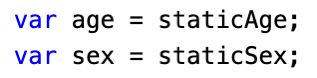 var age = staticAge;
var sex = staticSex;